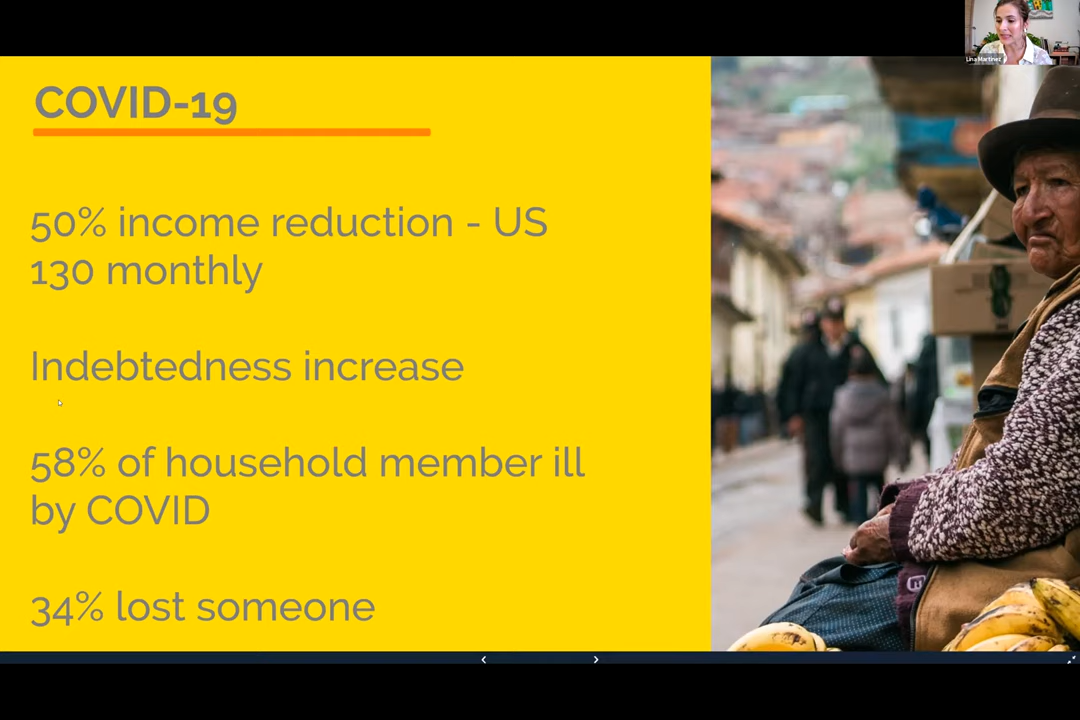 Lina Martinez
COVID-19
50% income reduction - US
130 monthly
Indebtedness increase
58% of household member ill
by COVID
34% lost someone